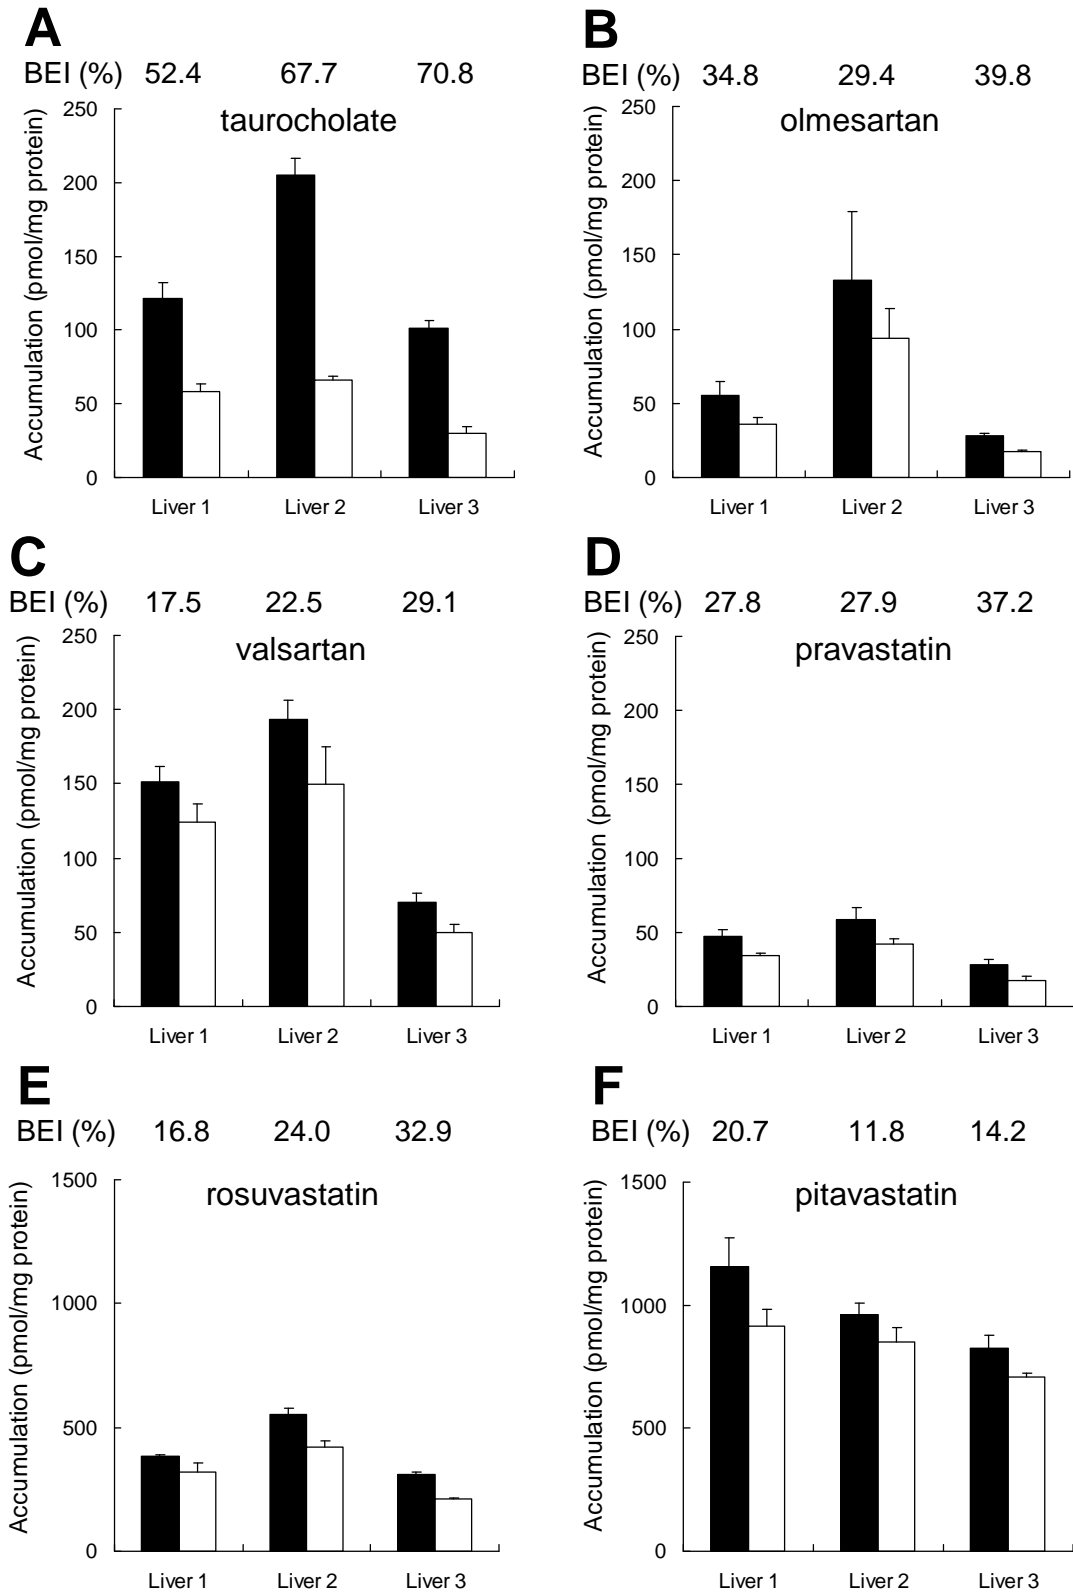 A
BEI (%) 52.4 67.7 70.8
taurocholate
Accumulation (pmol/mg protein)
250
200
150
100
50
0
Liver 1 Liver 2 Liver 3
B
BEI (%) 34.8 29.4 39.8
olmesartan
Accumulation (pmol/mg protein)
250
200
150
100
50
0
Liver 1 Liver 2 Liver 3
C
BEI (%) 17.5 22.5 29.1
valsartan
Accumulation (pmol/mg protein)
250
200
150
100
50
0
Liver 1 Liver 2 Liver 3
D
BEI (%) 27.8 27.9 37.2
pravastatin
Accumulation (pmol/mg protein)
250
200
150
100
50
0
Liver 1 Liver 2 Liver 3
E
BEI (%) 16.8 24.0 32.9
rosuvastatin
Accumulation (pmol/mg protein)
1500
1000
500
0
Liver 1 Liver 2 Liver 3
F
BEI (%) 20.7 11.8 14.2
pitavastatin
Accumulation (pmol/mg protein)
1500
1000
500
0
Liver 1 Liver 2 Liver 3